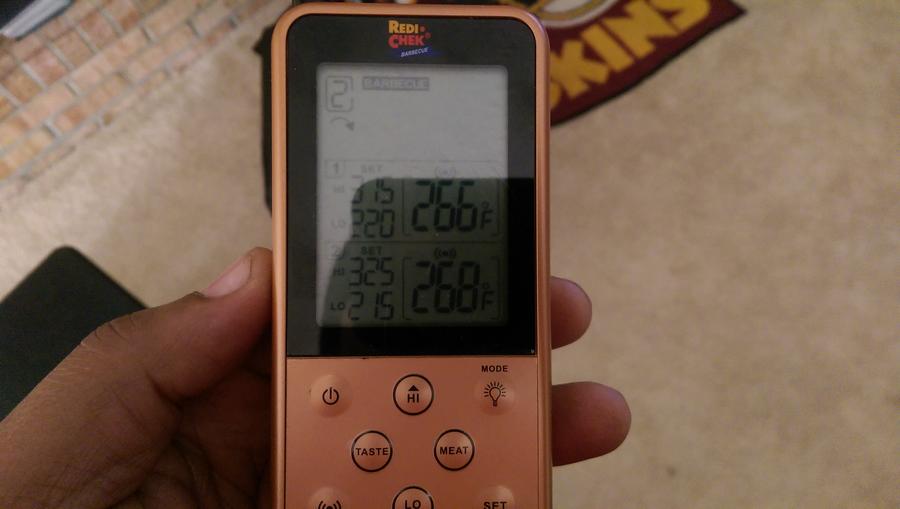 REDI
CHEK
BARBECUE
KINS
2 BARBECUE
1 SET
HI 315
LO 220
266°F
2 SET
HI 325
LO 215
268°F
MODE
HI
TASTE
MEAT
LO
SET